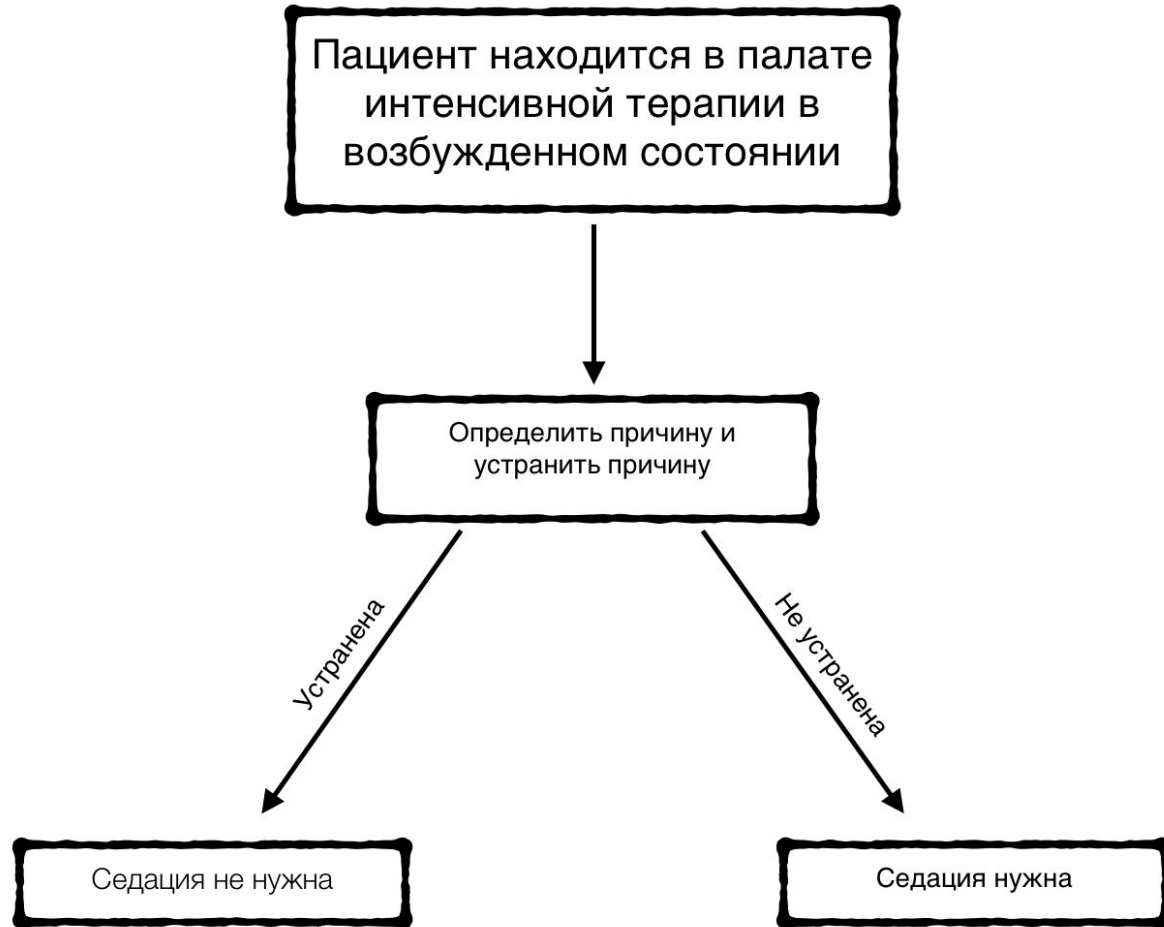 Пациент находится в палате
интенсивной терапии в
возбужденном состоянии
Определить причину и
устранить причину
Устранена
Не устранена
Седация не нужна
Седация нужна